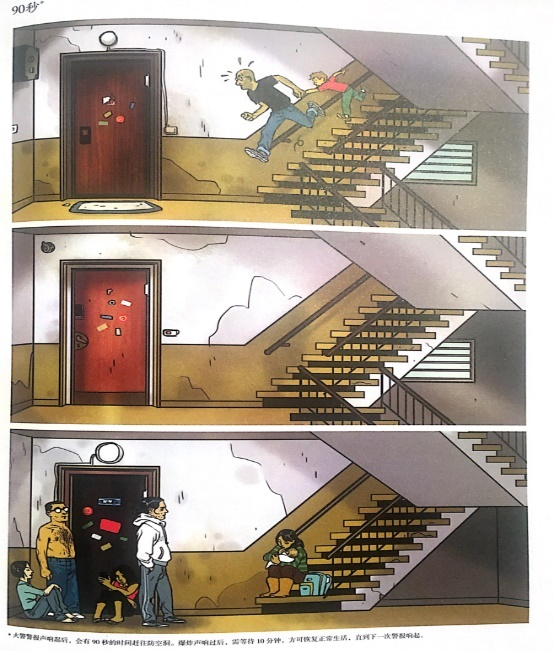 90秒*
* 火警警报声响起后，会有 90 秒的时间赶往防空洞。爆炸声响过后，需等待 10 分钟，方可恢复正常生活，直到下一次警报响起。